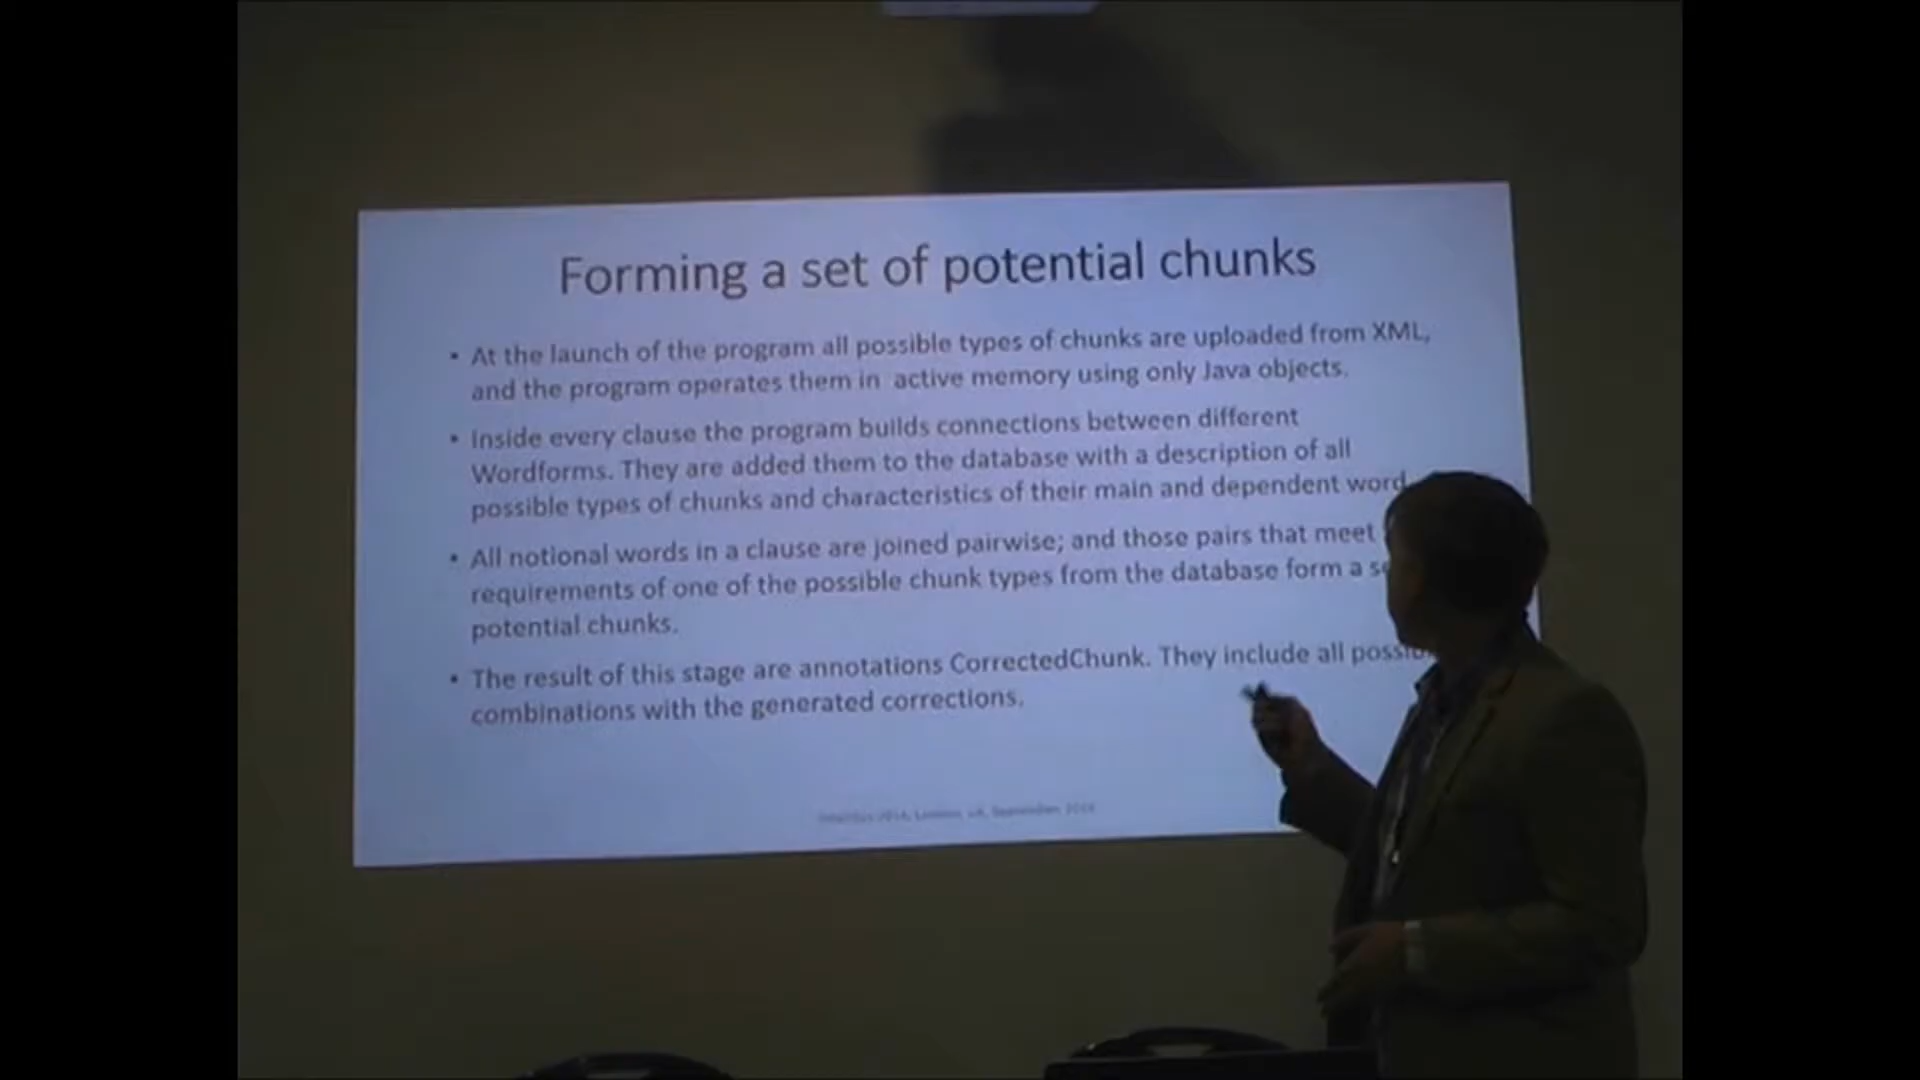 Forming a set of potential chunks
• At the launch of the program all possible types of chunks are uploaded from XML,
and the program operates them in active memory using only Java objects.
• Inside every clause the program builds connections between different
Wordforms. They are added them to the database with a description of all
possible types of chunks and characteristics of their main and dependent word
• All notional words in a clause are joined pairwise; and those pairs that meet
requirements of one of the possible chunk types from the database form a
potential chunks.
• The result of this stage are annotations CorrectedChunk. They include all
combinations with the generated corrections.
London, UK, September, 2014